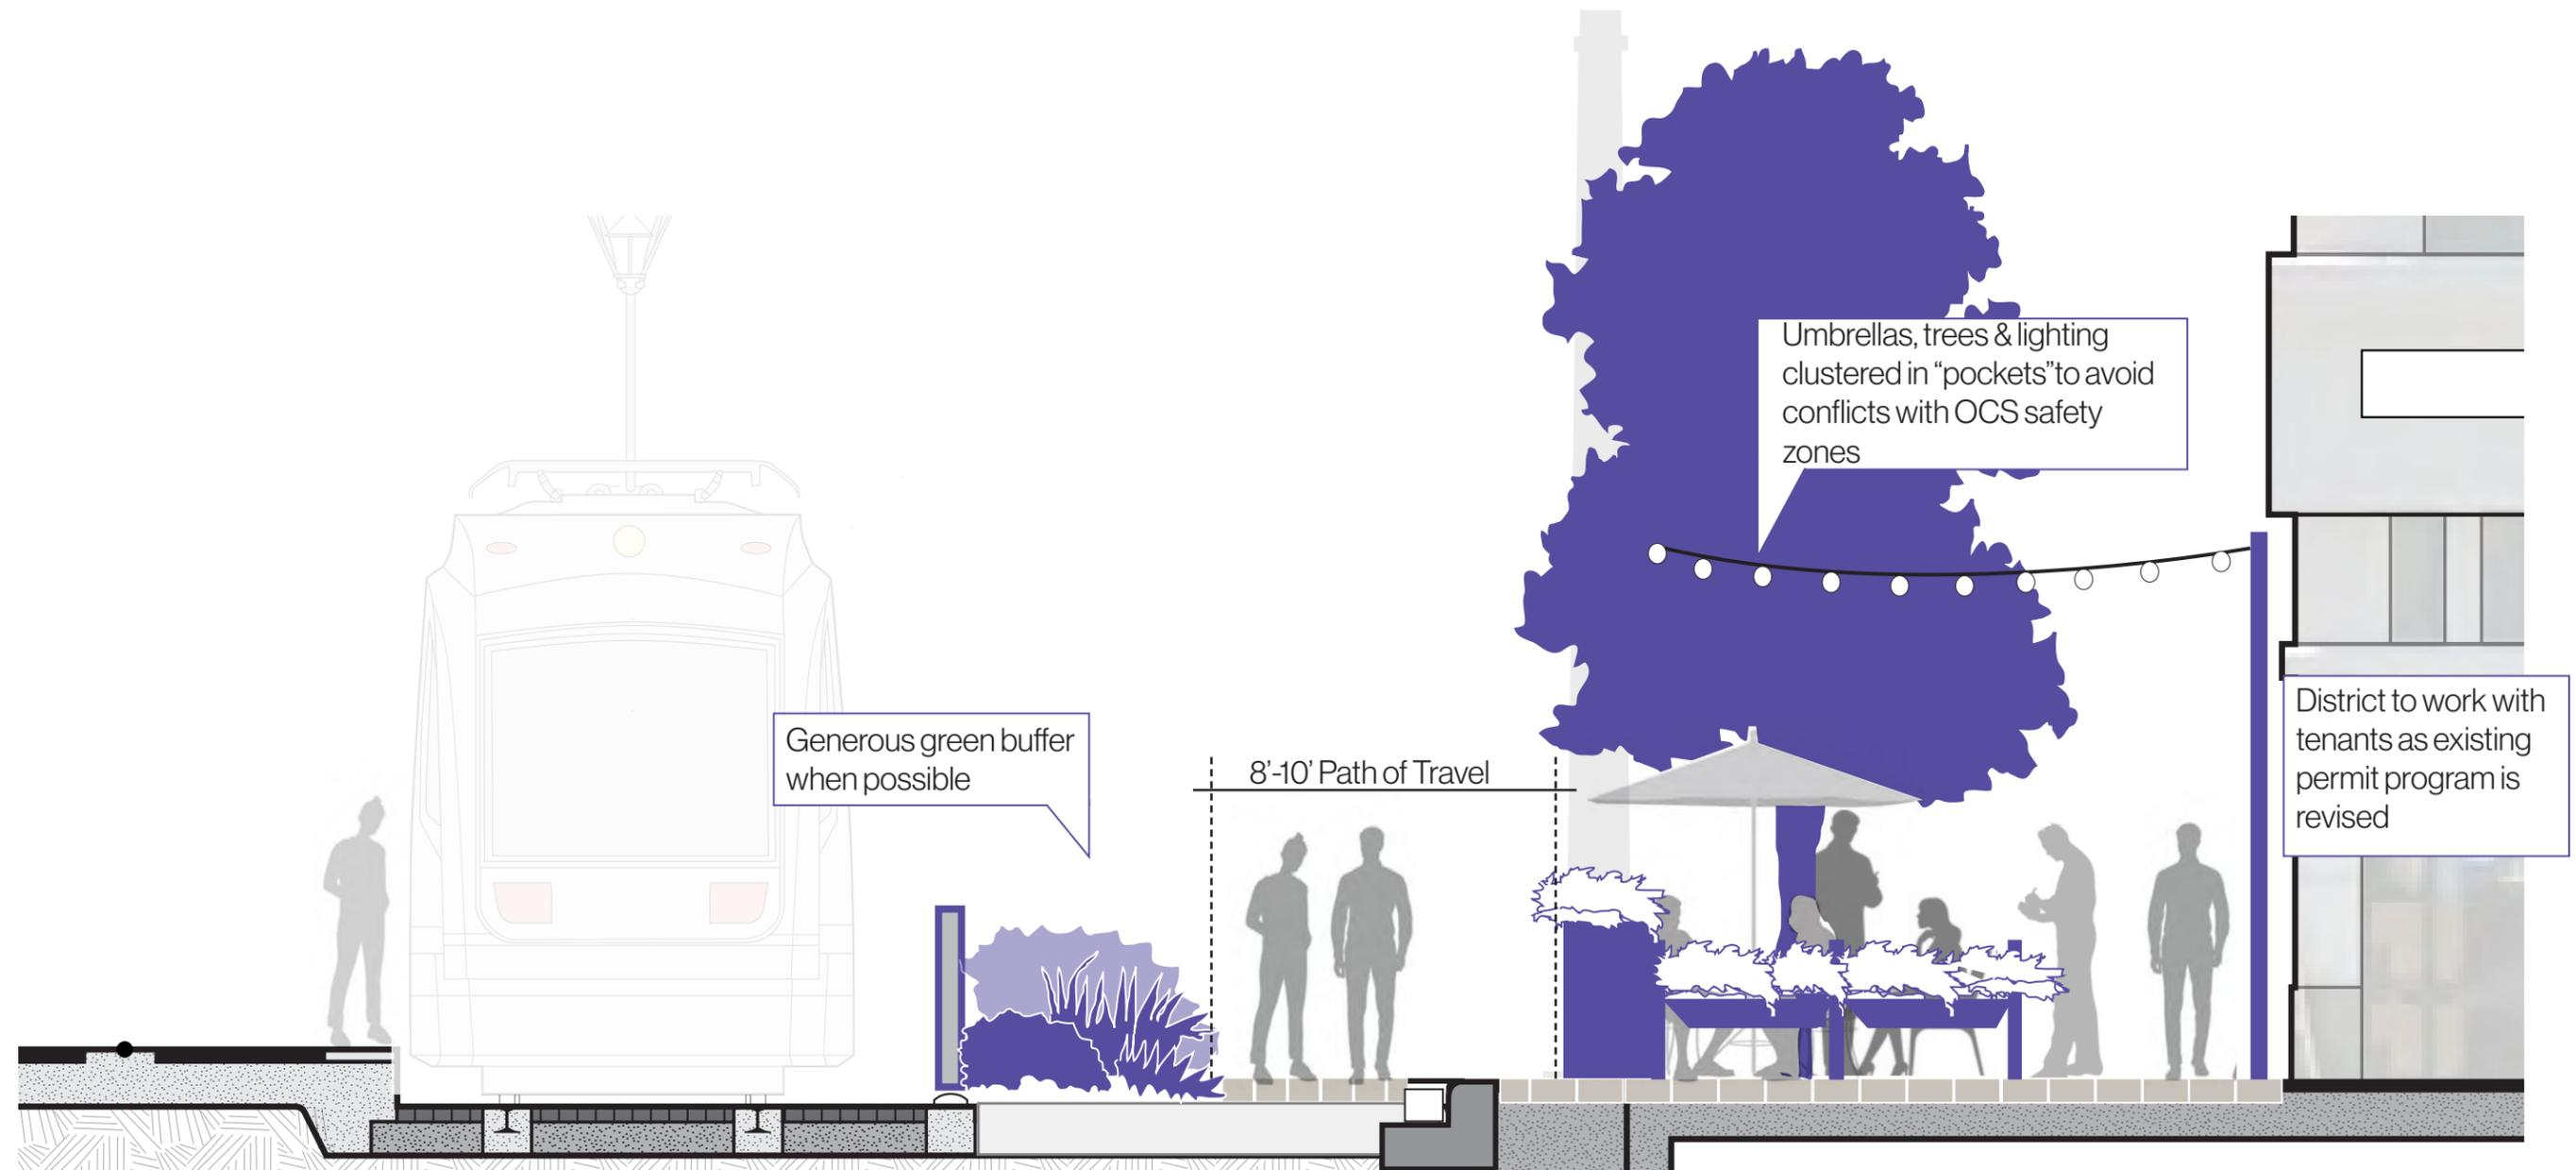 Umbrellas, trees & lighting
clustered in “pockets”to avoid
conflicts with OCS safety
zones
District to work with
tenants as existing
permit program is
revised
Generous green buffer
when possible
8'-10' Path of Travel